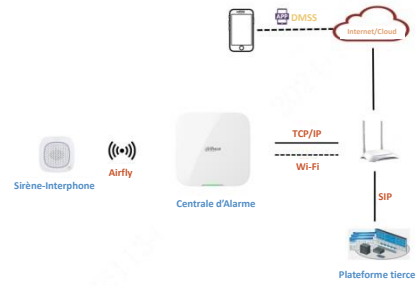 APP DMSS
Internet/Cloud
TCP/IP
Airfly
Wi-Fi
Sirène-Interphone
Centrale d'Alarme
SIP
Plateforme tierce